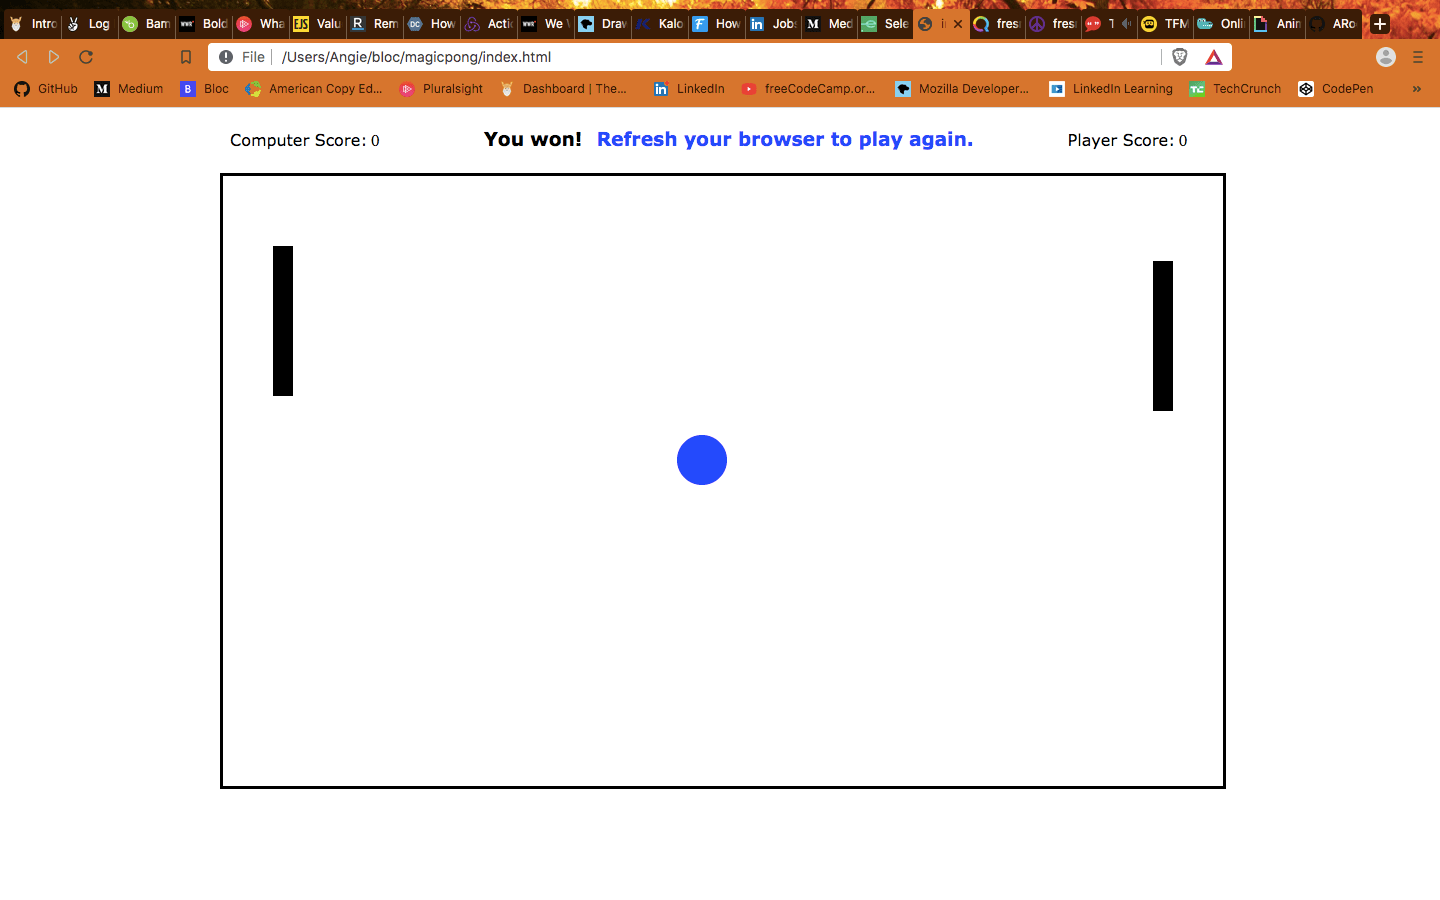 Intro Log Bam Bold Wha Valu Rem How Actio We Draw Kalo How Jobs Med Sele fres fres T TFM Onli Anin ARo
File /Users/Angie/bloc/magicpong/index.html
GitHub Medium Bloc American Copy Ed... Pluralsight Dashboard | The... LinkedIn freeCodeCamp.or... Mozilla Developer... LinkedIn Learning TechCrunch CodePen »
Computer Score: 0 You won! Refresh your browser to play again. Player Score: 0